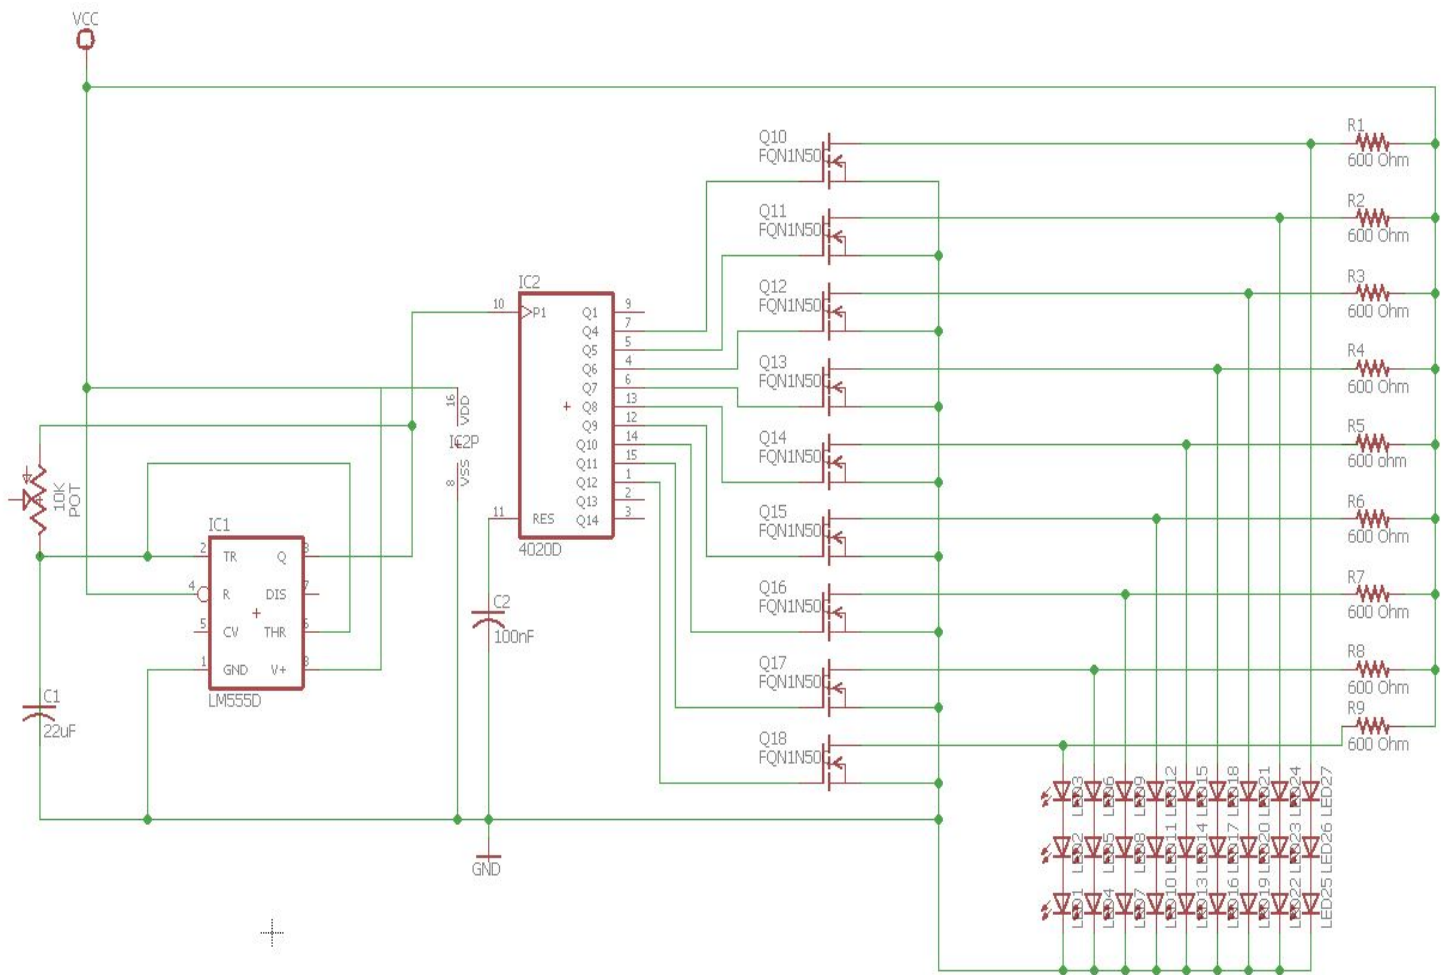 VCC
Q10
FQN1N50
R1
600 Ohm
Q11
FQN1N50
R2
600 Ohm
Q12
FQN1N50
R3
600 Ohm
Q13
FQN1N50
R4
600 Ohm
Q14
FQN1N50
R5
600 ohm
Q15
FQN1N50
R6
600 Ohm
Q16
FQN1N50
R7
600 Ohm
Q17
FQN1N50
R8
600 Ohm
Q18
FQN1N50
R9
600 Ohm
IC2
10 P1 Q1 9
Q4 7
Q5 5
Q6 4
Q7 6
Q8 13
Q9 12
Q10 14
Q11 15
Q12 1
Q13 2
11 RES Q14 3
4020D
16 VDD
IC2P
8 VSS
10K
POT
IC1
2 TR Q 3
4 R DIS 7
5 CV THR 6
1 GND V+ 8
LM555D
C1
22uF
C2
100nF
GND
LED3 LED6 LED9 LED12 LED15 LED18 LED21 LED24 LED27
LED2 LED5 LED8 LED11 LED14 LED17 LED20 LED23 LED26
LED1 LED4 LED7 LED10 LED13 LED16 LED19 LED22 LED25